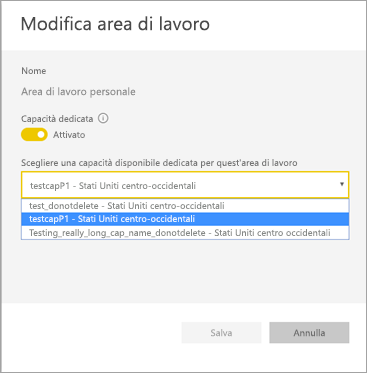 Modifica area di lavoro
Nome
Area di lavoro personale
Capacità dedicata
Attivato
Scegliere una capacità disponibile dedicata per quest'area di lavoro
testcapP1 - Stati Uniti centro-occidentali
test_donotdelete - Stati Uniti centro-occidentali
testcapP1 - Stati Uniti centro-occidentali
Testing_really_long_cap_name_donotdelete - Stati Uniti centro occidentali
Salva Annulla